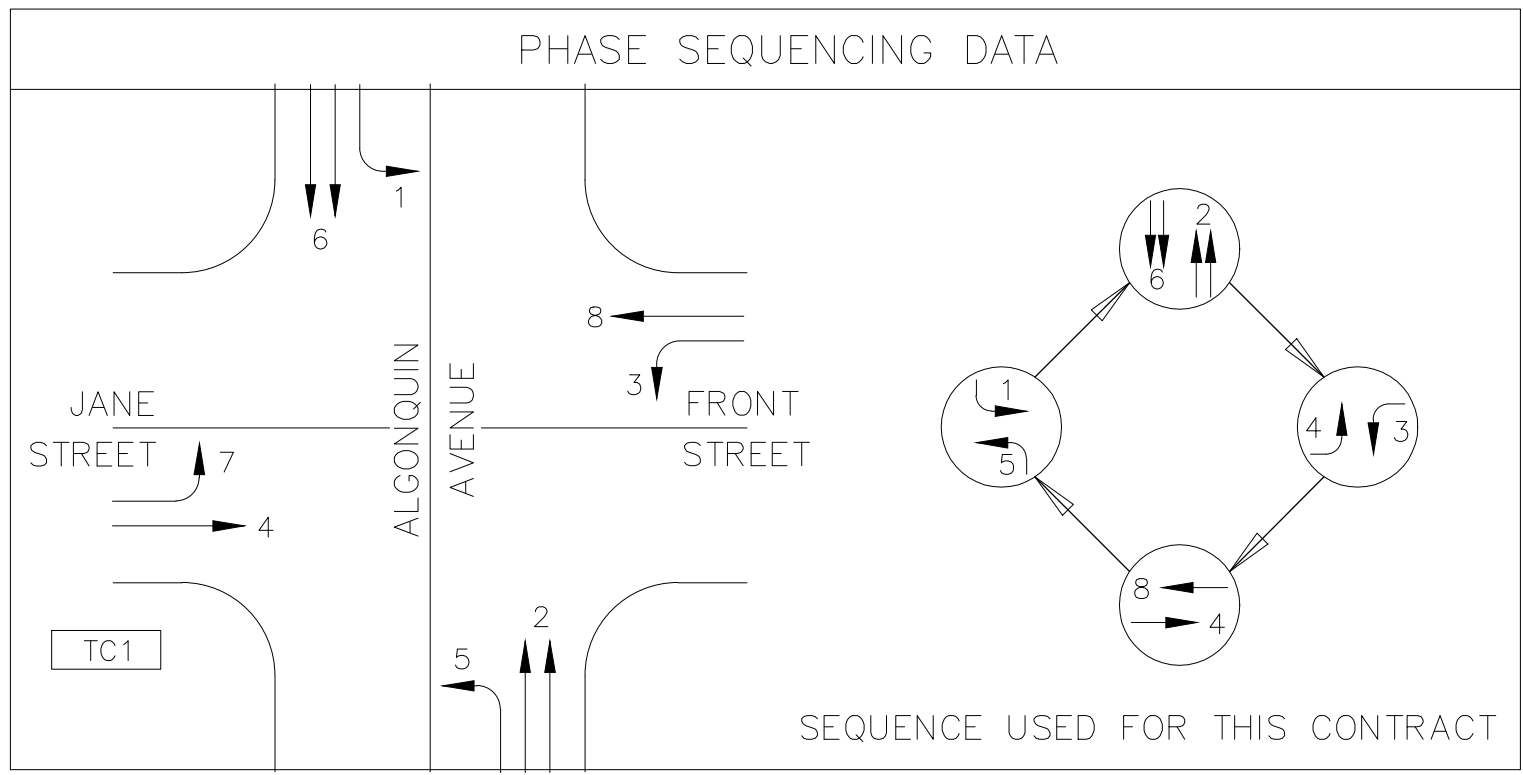 PHASE SEQUENCING DATA
1
6
2
6
8
3
JANE
STREET
ALGONQUIN
AVENUE
FRONT
STREET
1
5
4
3
7
4
8
4
2
5
TC1
SEQUENCE USED FOR THIS CONTRACT